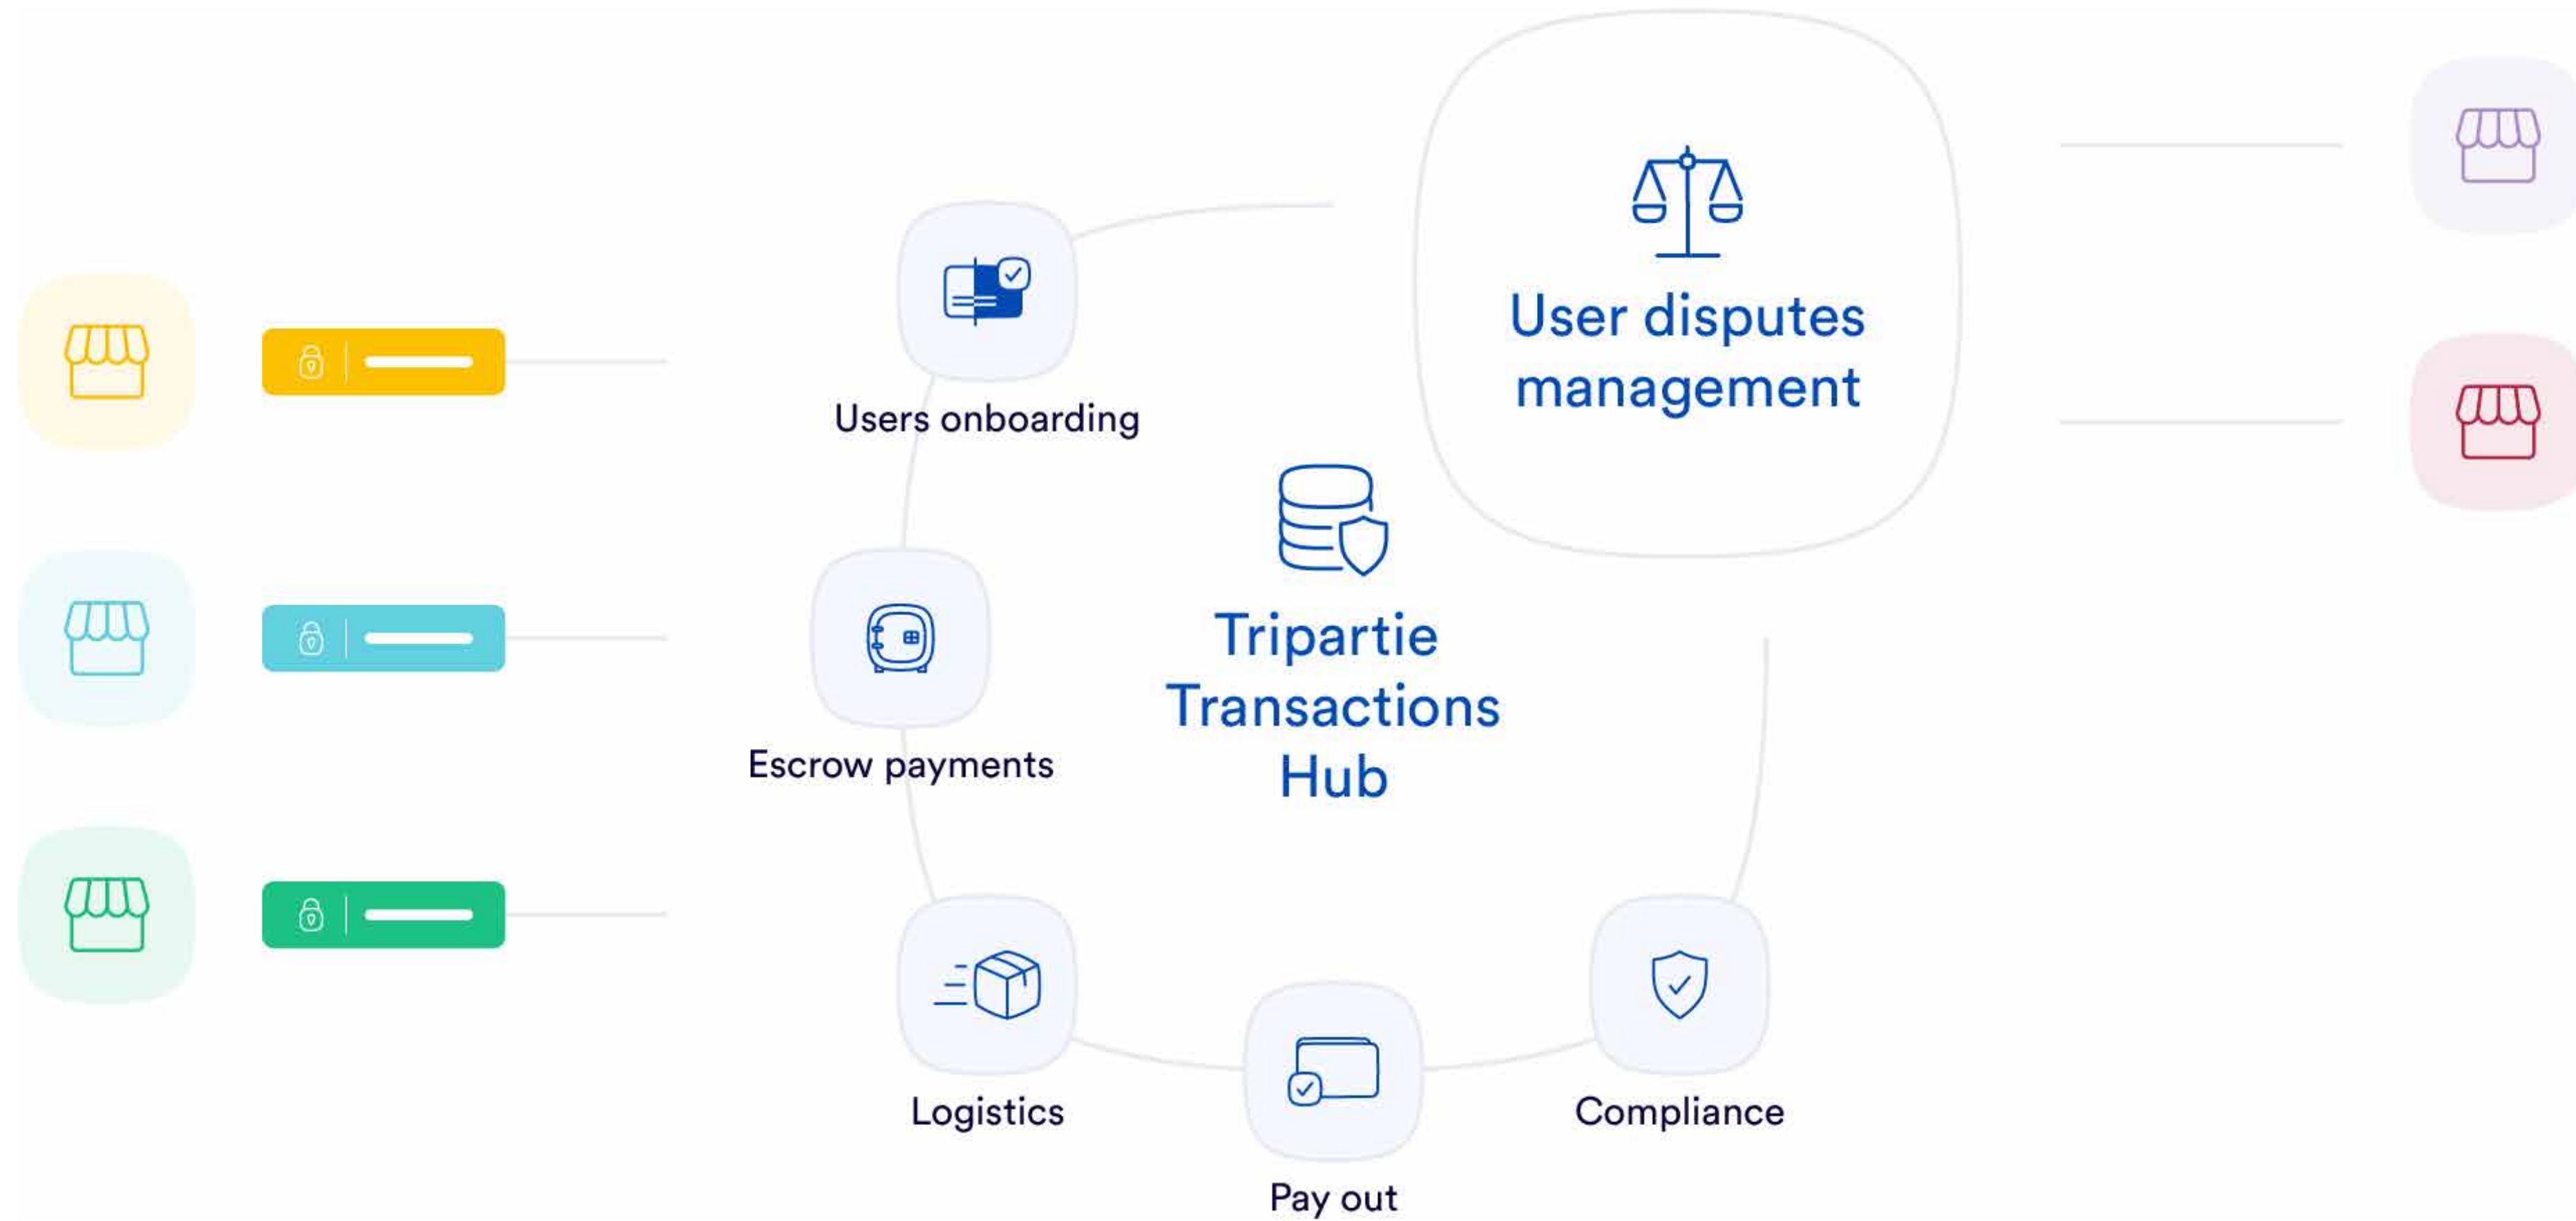 User disputes
management
Users onboarding
Tripartie
Transactions
Hub
Escrow payments
Logistics
Compliance
Pay out